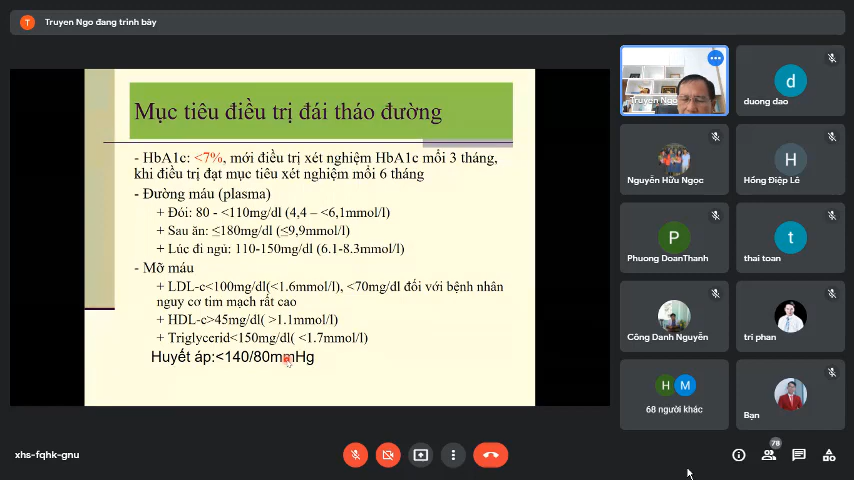 T
Truyen Ngo đang trình bày
Mục tiêu điều trị đái tháo đường
- HbA1c: <7%, mới điều trị xét nghiệm HbA1c mổi 3 tháng,
khi điều trị đạt mục tiêu xét nghiệm mổi 6 tháng
- Đường máu (plasma)
+ Đói: 80 - <110mg/dl (4,4 – <6,1mmol/l)
+ Sau ăn: ≤180mg/dl (≤9,9mmol/l)
+ Lúc đi ngủ: 110-150mg/dl (6.1-8.3mmol/l)
- Mỡ máu
+ LDL-c<100mg/dl(<1.6mmol/l), <70mg/dl đối với bệnh nhân
nguy cơ tim mạch rất cao
+ HDL-c>45mg/dl( >1.1mmol/l)
+ Triglycerid<150mg/dl( <1.7mmol/l)
Huyết áp:<140/80mmHg
Truyen Ngo
d
duong dao
Nguyễn Hữu Ngọc
H
Hồng Điệp Lê
P
Phuong DoanThanh
t
thai toan
Công Danh Nguyễn
tri phan
H M
68 người khác
Bạn
xhs-fqhk-gnu
78